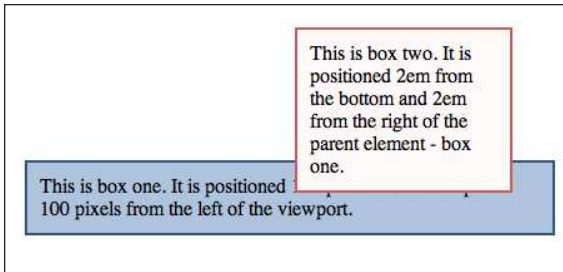 This is box two. It is
positioned 2em from
the bottom and 2em
from the right of the
parent element - box
one.
This is box one. It is positioned
100 pixels from the left of the viewport.